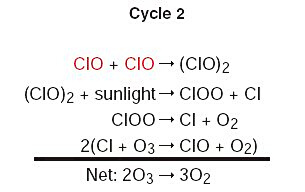 Cycle 2
ClO + ClO → (ClO)2
(ClO)2 + sunlight → ClOO + Cl
ClOO → Cl + O2
2(Cl + O3 → ClO + O2)
Net: 2O3 → 3O2